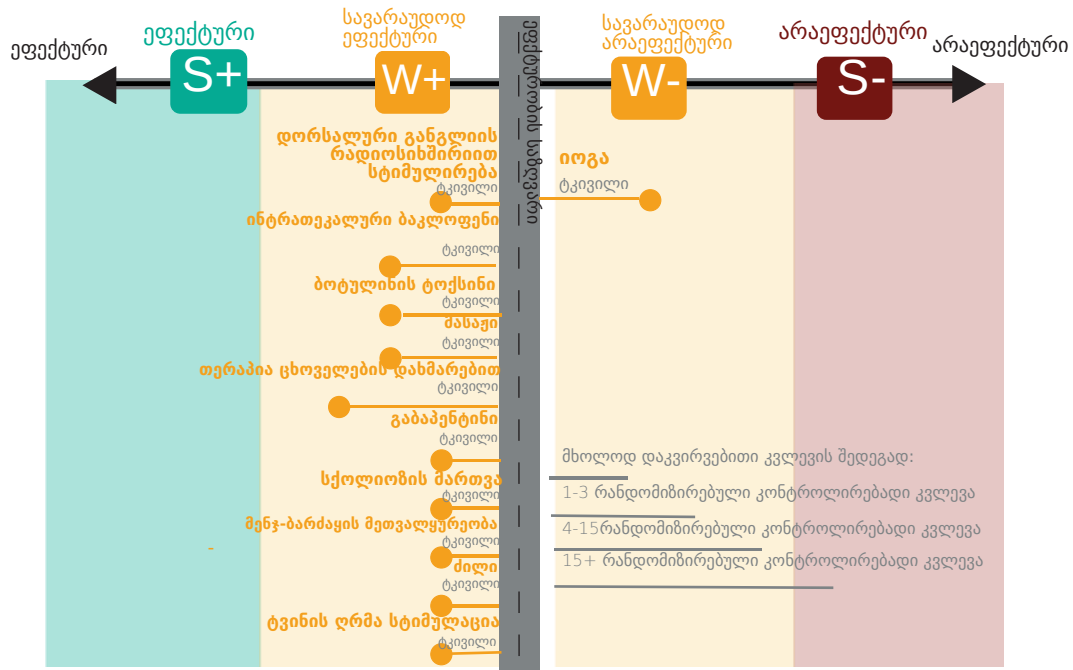 ეფექტური
ეფექტური
S+
სავარაუდოდ
ეფექტური
W+
ეფექტურობის საზღვარი
სავარაუდოდ
არაეფექტური
W-
არაეფექტური
S-
არაეფექტური
დორსალური განგლიის
რადიოსიხშირიით
სტიმულირება
ტკივილი
ინტრათეკალური ბაკლოფენი
ტკივილი
ბოტულინის ტოქსინი
ტკივილი
მასაჟი
ტკივილი
თერაპია ცხოველების დახმარებით
ტკივილი
გაბაპენტინი
ტკივილი
სქოლიოზის მართვა
ტკივილი
მენჯ-ბარძაყის მეთვალყურეობა
ტკივილი
ძილი
ტკივილი
ტვინის ღრმა სტიმულაცია
ტკივილი
იოგა
ტკივილი
მხოლოდ დაკვირვებითი კვლევის შედეგად:
1-3 რანდომიზირებული კონტროლირებადი კვლევა
4-15რანდომიზირებული კონტროლირებადი კვლევა
15+ რანდომიზირებული კონტროლირებადი კვლევა